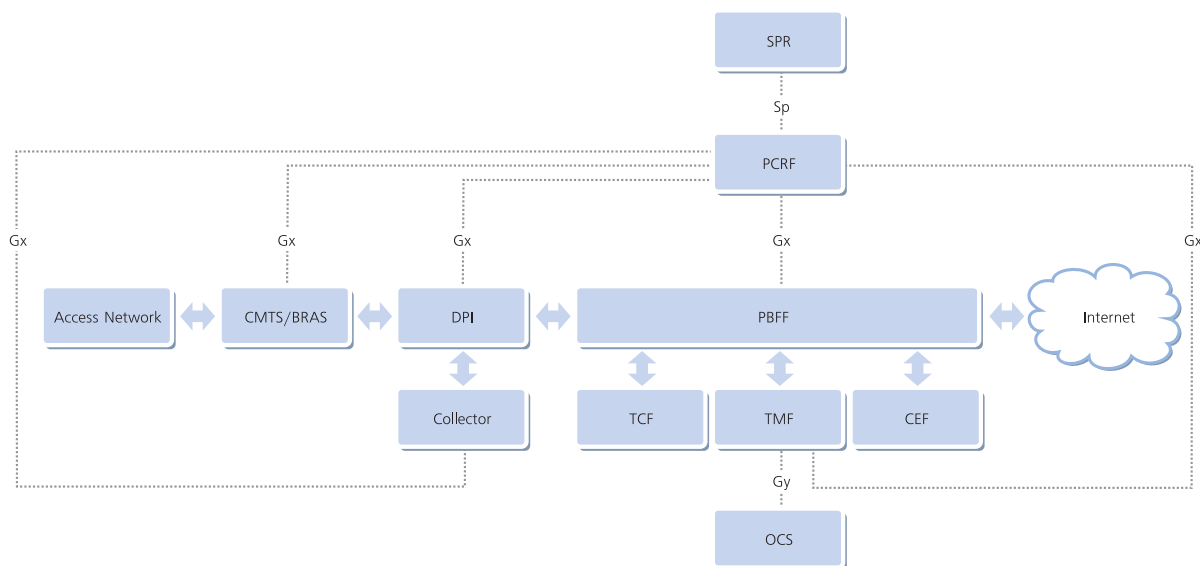 SPR
Sp
PCRF
Gx
Gx
Gx
Gx
Gx
Access Network
CMTS/BRAS
DPI
PBFF
Internet
Collector
TCF
TMF
CEF
Gy
OCS